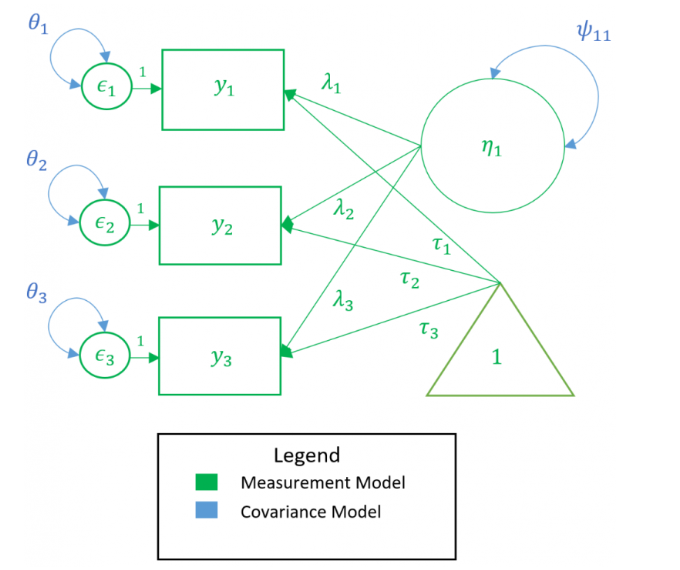 θ₁
ψ₁₁
ϵ₁
1
y₁
λ₁
η₁
θ₂
ϵ₂
1
y₂
λ₂
τ₁
τ₂
θ₃
ϵ₃
1
y₃
λ₃
τ₃
1
Legend
Measurement Model
Covariance Model